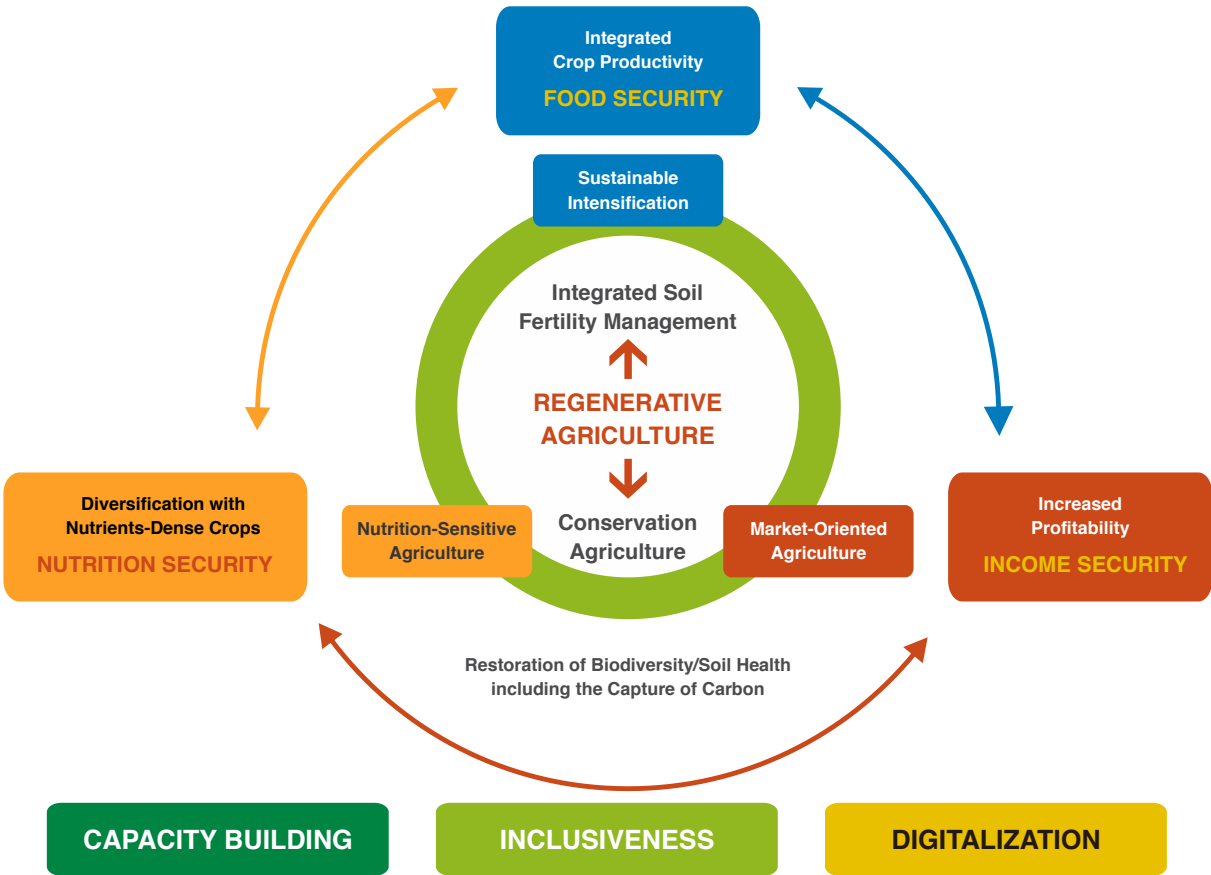 Integrated
Crop Productivity
FOOD SECURITY
Sustainable
Intensification
Integrated Soil
Fertility Management
REGENERATIVE
AGRICULTURE
Conservation
Agriculture
Diversification with
Nutrients-Dense Crops
NUTRITION SECURITY
Nutrition-Sensitive
Agriculture
Market-Oriented
Agriculture
Increased
Profitability
INCOME SECURITY
Restoration of Biodiversity/Soil Health
including the Capture of Carbon
CAPACITY BUILDING
INCLUSIVENESS
DIGITALIZATION